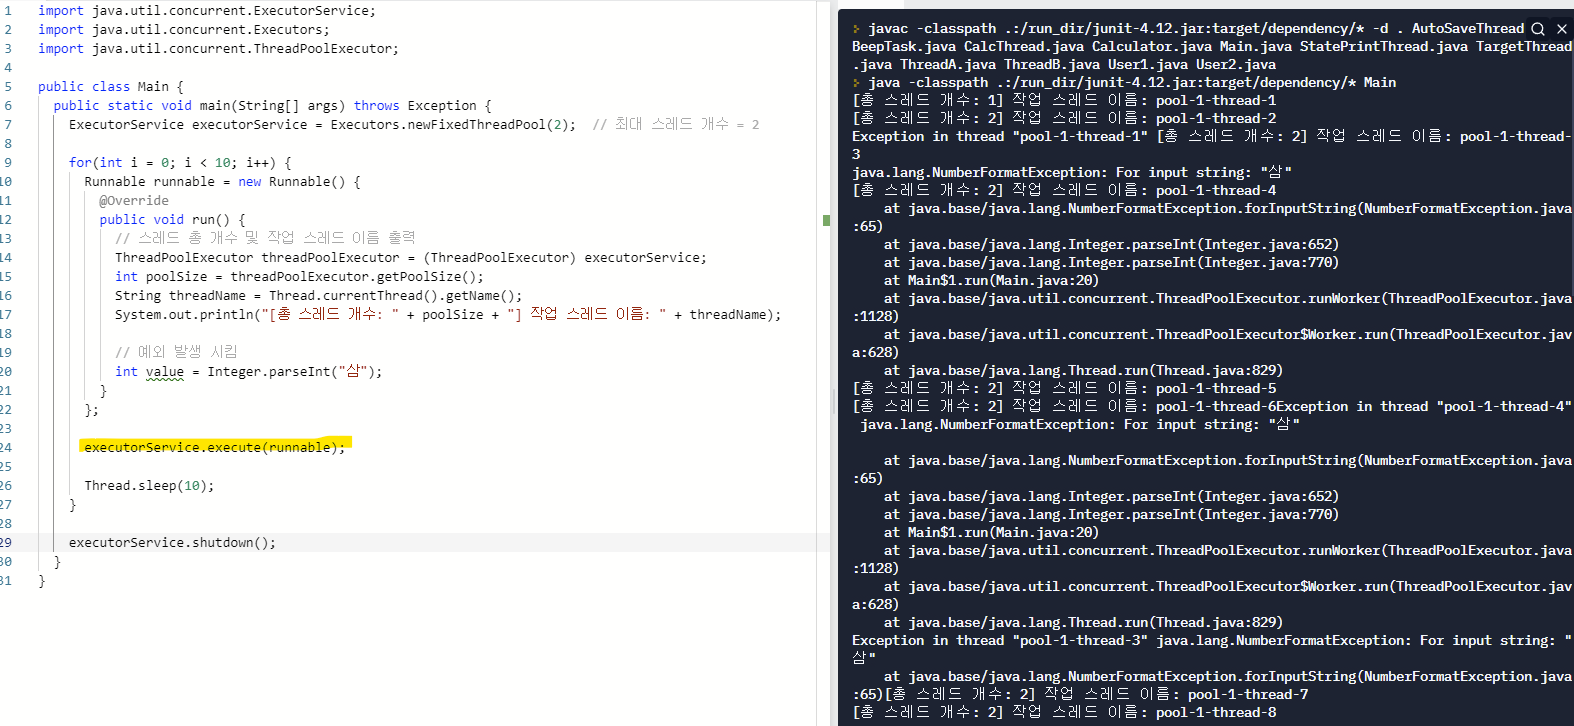 1 import java.util.concurrent.ExecutorService;
2 import java.util.concurrent.Executors;
3 import java.util.concurrent.ThreadPoolExecutor;
4
5 public class Main {
6 public static void main(String[] args) throws Exception {
7 ExecutorService executorService = Executors.newFixedThreadPool(2); // 최대 스레드 개수 = 2
8
9 for(int i = 0; i < 10; i++) {
10 Runnable runnable = new Runnable() {
11 @Override
12 public void run() {
13 // 스레드 총 개수 및 작업 스레드 이름 출력
14 ThreadPoolExecutor threadPoolExecutor = (ThreadPoolExecutor) executorService;
15 int poolSize = threadPoolExecutor.getPoolSize();
16 String threadName = Thread.currentThread().getName();
17 System.out.println("[총 스레드 개수: " + poolSize + "] 작업 스레드 이름: " + threadName);
18
19 // 예외 발생 시킴
20 int value = Integer.parseInt("삼");
21 }
22 };
23
24 executorService.execute(runnable);
25
26 Thread.sleep(10);
27 }
28
29 executorService.shutdown();
30 }
31 }
javac -classpath .:/run_dir/junit-4.12.jar:target/dependency/* -d . AutoSaveThread
BeepTask.java CalcThread.java Calculator.java Main.java StatePrintThread.java TargetThread
.java ThreadA.java ThreadB.java User1.java User2.java
java -classpath .:/run_dir/junit-4.12.jar:target/dependency/* Main
[총 스레드 개수: 1] 작업 스레드 이름: pool-1-thread-1
[총 스레드 개수: 2] 작업 스레드 이름: pool-1-thread-2
Exception in thread "pool-1-thread-1" [총 스레드 개수: 2] 작업 스레드 이름: pool-1-thread-
3
java.lang.NumberFormatException: For input string: "삼"
[총 스레드 개수: 2] 작업 스레드 이름: pool-1-thread-4
at java.base/java.lang.NumberFormatException.forInputString(NumberFormatException.java
:65)
at java.base/java.lang.Integer.parseInt(Integer.java:652)
at java.base/java.lang.Integer.parseInt(Integer.java:770)
at Main$1.run(Main.java:20)
at java.base/java.util.concurrent.ThreadPoolExecutor.runWorker(ThreadPoolExecutor.java
:1128)
at java.base/java.util.concurrent.ThreadPoolExecutor$Worker.run(ThreadPoolExecutor.jav
a:628)
at java.base/java.lang.Thread.run(Thread.java:829)
[총 스레드 개수: 2] 작업 스레드 이름: pool-1-thread-5
[총 스레드 개수: 2] 작업 스레드 이름: pool-1-thread-6Exception in thread "pool-1-thread-4"
java.lang.NumberFormatException: For input string: "삼"
at java.base/java.lang.NumberFormatException.forInputString(NumberFormatException.java
:65)
at java.base/java.lang.Integer.parseInt(Integer.java:652)
at java.base/java.lang.Integer.parseInt(Integer.java:770)
at Main$1.run(Main.java:20)
at java.base/java.util.concurrent.ThreadPoolExecutor.runWorker(ThreadPoolExecutor.java
:1128)
at java.base/java.util.concurrent.ThreadPoolExecutor$Worker.run(ThreadPoolExecutor.jav
a:628)
at java.base/java.lang.Thread.run(Thread.java:829)
Exception in thread "pool-1-thread-3" java.lang.NumberFormatException: For input string: "
삼"
at java.base/java.lang.NumberFormatException.forInputString(NumberFormatException.java
:65)[총 스레드 개수: 2] 작업 스레드 이름: pool-1-thread-7
[총 스레드 개수: 2] 작업 스레드 이름: pool-1-thread-8